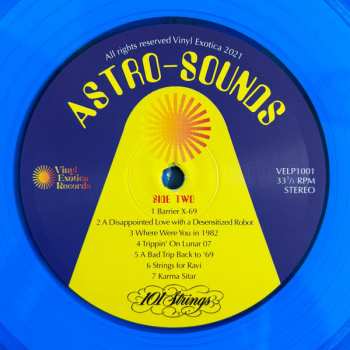 All rights reserved Vinyl Exotica 2021
ASTRO-SOUNDS
Vinyl
Exotica
Records
VELP1001
33⅓ RPM
STEREO
SIDE TWO
1 Barrier X-69
2 A Disappointed Love with a Desensitized Robot
3 Where Were You in 1982
4 Trippin' On Lunar 07
5 A Bad Trip Back to '69
6 Strings for Ravi
7 Karma Sitar
101 Strings